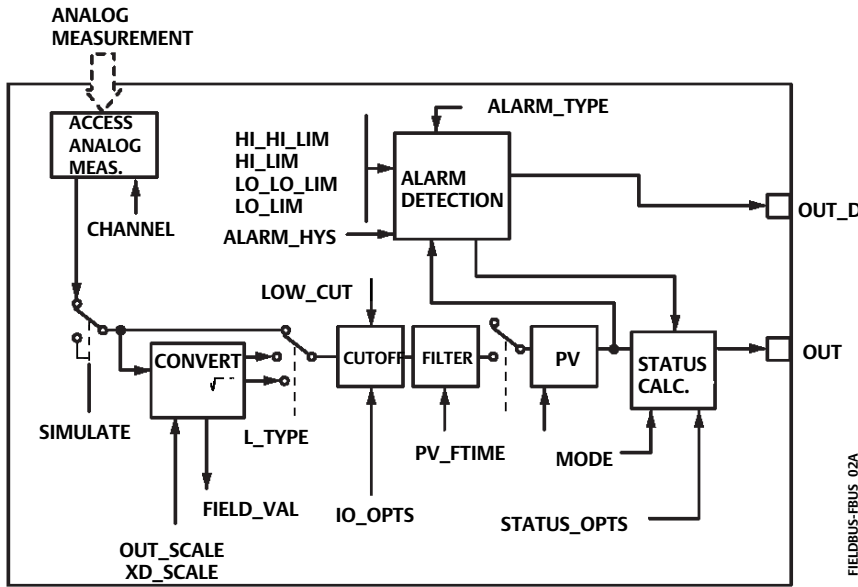 ANALOG
MEASUREMENT
ACCESS
ANALOG
MEAS.
CHANNEL
HI_HI_LIM
HI_LIM
LO_LO_LIM
LO_LIM
ALARM_HYS
ALARM_TYPE
ALARM
DETECTION
OUT_D
LOW_CUT
SIMULATE
CONVERT
L_TYPE
CUTOFF
FILTER
PV
STATUS
CALC.
OUT
FIELD_VAL
OUT_SCALE
XD_SCALE
IO_OPTS
PV_FTIME
MODE
STATUS_OPTS
FIELDBUS-FBUS_02A